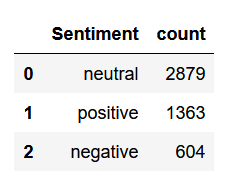 Sentiment count
0 neutral 2879
1 positive 1363
2 negative 604